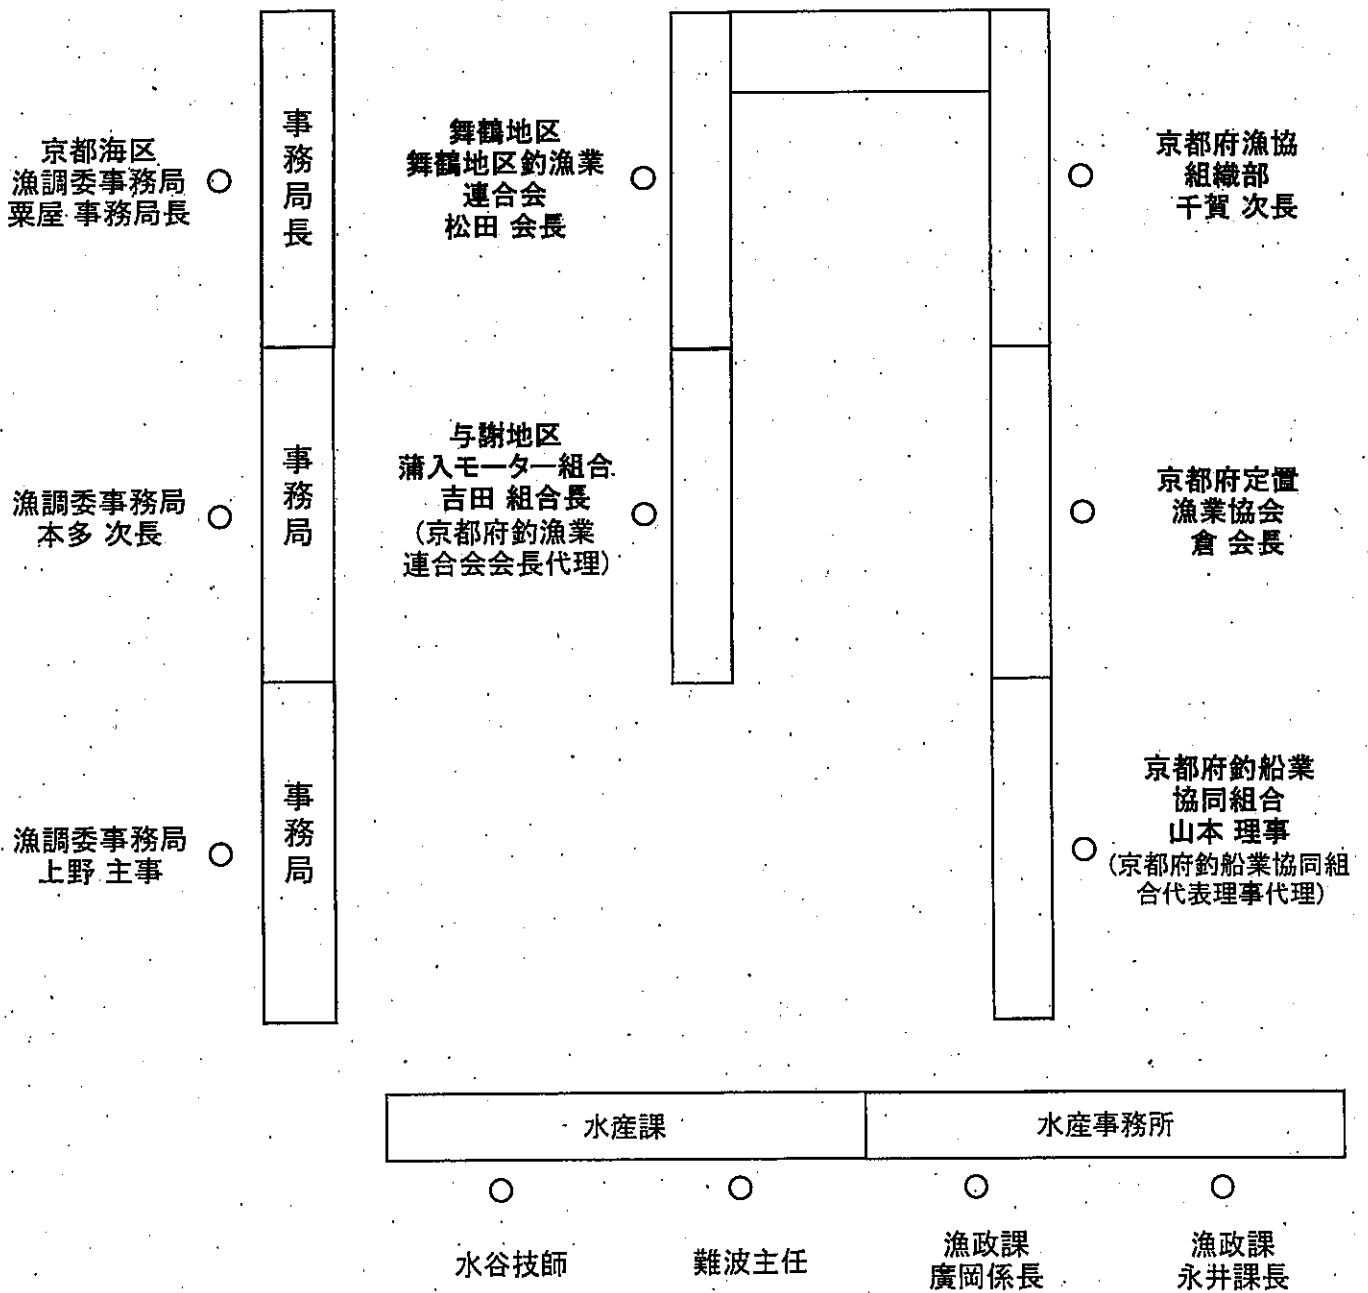 京都海区
漁調委事務局
粟屋 事務局長
事務局長
舞鶴地区
舞鶴地区釣漁業
連合会
松田 会長
京都府漁協
組織部
千賀 次長
漁調委事務局
本多 次長
事務局
与謝地区
蒲入モーター組合
吉田 組合長
(京都府釣漁業
連合会会長代理)
京都府定置
漁業協会
倉 会長
漁調委事務局
上野 主事
事務局
京都府釣船業
協同組合
山本 理事
(京都府釣船業協同組
合代表理事代理)
水産課
水産事務所
水谷技師
難波主任
漁政課
廣岡係長
漁政課
永井課長